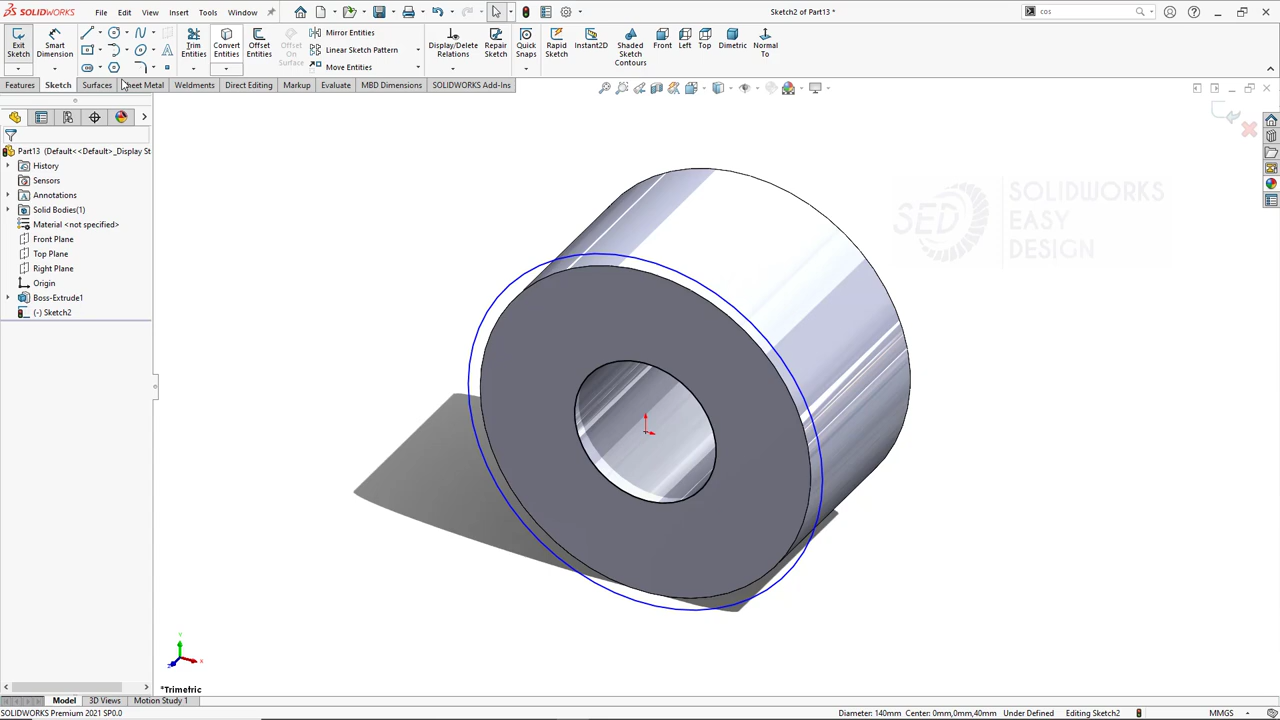 SOLIDWORKS File Edit View Insert Tools Window Sketch2 of Part13 * cos
Exit Sketch
Smart Dimension
Trim Entities
Convert Entities
Offset Entities
Offset On Surface
Mirror Entities
Linear Sketch Pattern
Move Entities
Display/Delete Relations
Repair Sketch
Quick Snaps
Rapid Sketch
Instant2D
Shaded Sketch Contours
Front
Left
Top
Dimetric
Normal To
Features Sketch Surfaces Sheet Metal Weldments Direct Editing Markup Evaluate MBD Dimensions SOLIDWORKS Add-Ins
Part13 (Default<<Default>_Display St
History
Sensors
Annotations
Solid Bodies(1)
Material <not specified>
Front Plane
Top Plane
Right Plane
Origin
Boss-Extrude1
(-) Sketch2
SED
SOLIDWORKS
EASY
DESIGN
Y
X
Z
*Trimetric
Model 3D Views Motion Study 1
SOLIDWORKS Premium 2021 SP0.0 Diameter: 140mm Center: 0mm,0mm,40mm Under Defined Editing Sketch2 MMGS